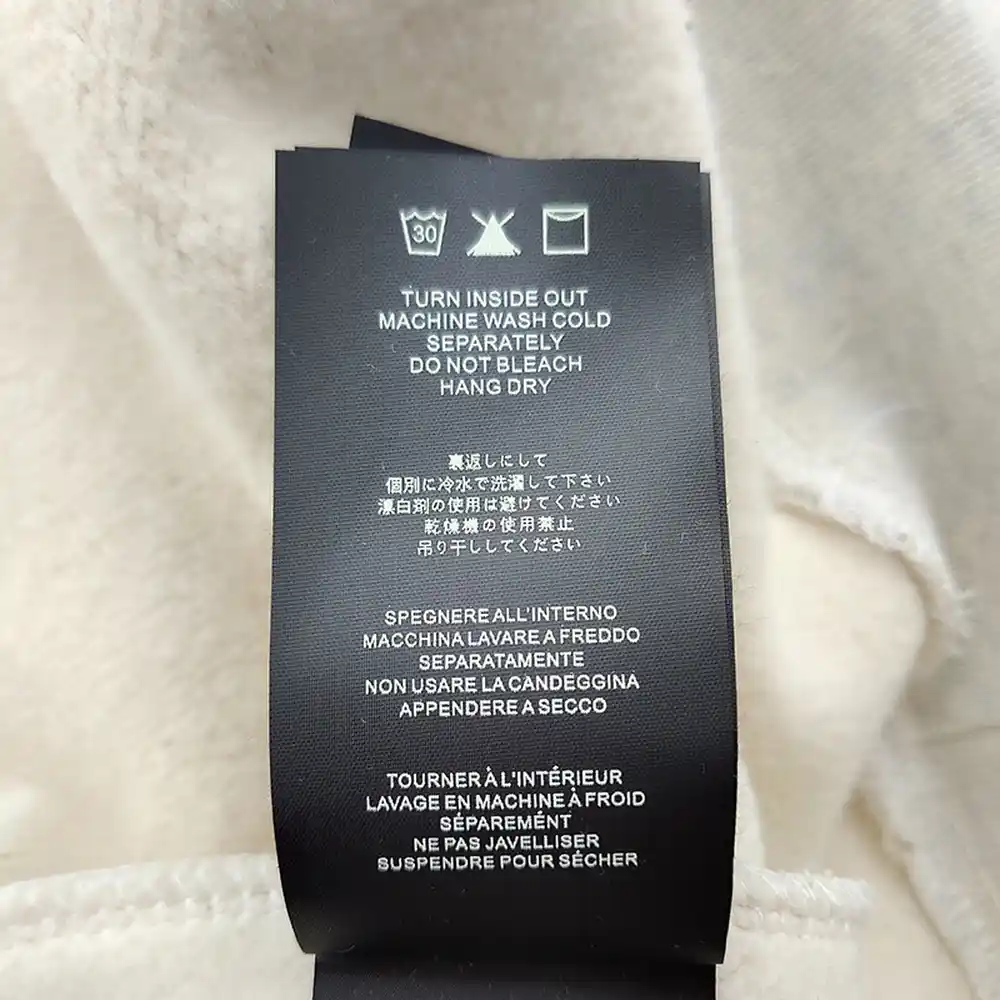 30
TURN INSIDE OUT
MACHINE WASH COLD
SEPARATELY
DO NOT BLEACH
HANG DRY
裏返しにして
個別に冷水で洗濯して下さい
漂白剤の使用は避けてください
乾燥機の使用禁止
吊り干ししてください
SPEGNERE ALL'INTERNO
MACCHINA LAVARE A FREDDO
SEPARATAMENTE
NON USARE LA CANDEGGINA
APPENDERE A SECCO
TOURNER À L'INTÉRIEUR
LAVAGE EN MACHINE À FROID
SÉPAREMÉNT
NE PAS JAVELLISER
SUSPENDRE POUR SÉCHER